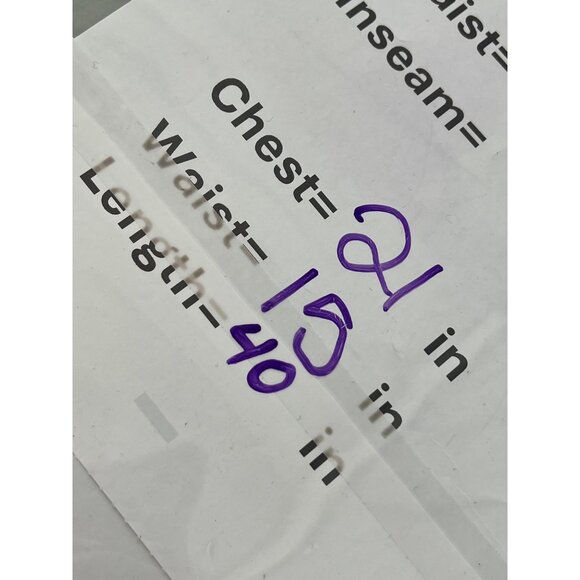 aist=
Inseam=
Chest= 21 in
Waist= 15 in
Length= 40 in